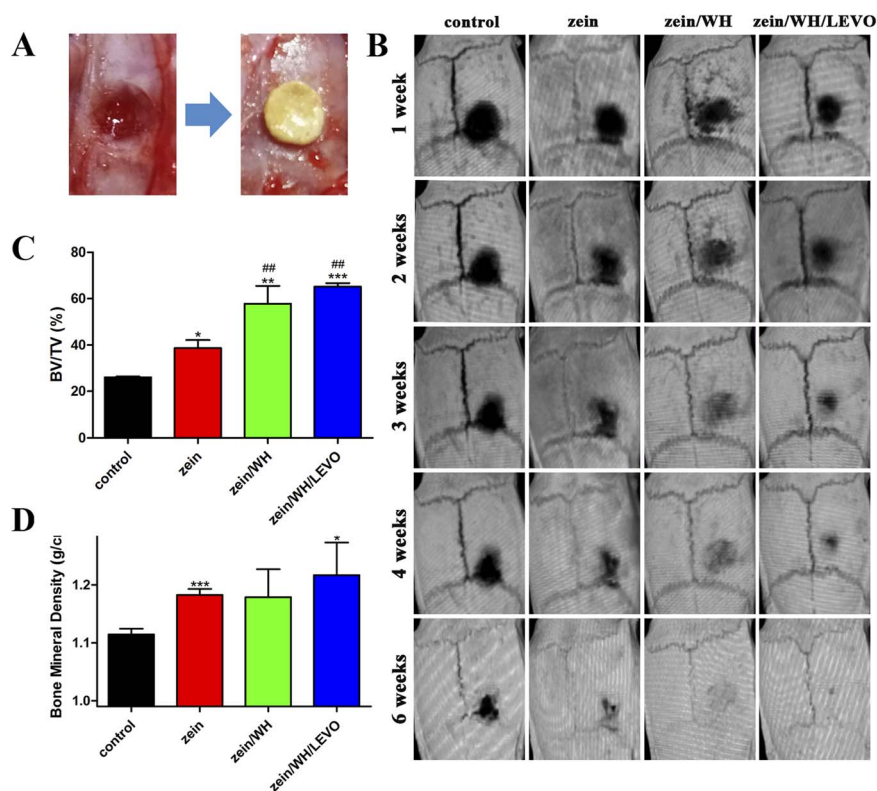 A
B
control
zein
zein/WH
zein/WH/LEVO
1 week
2 weeks
3 weeks
4 weeks
6 weeks
C
BV/TV (%)
80
60
40
20
0
*
##
**
##
***
control
zein
zein/WH
zein/WH/LEVO
D
Bone Mineral Density (g/c
1.2
1.1
1.0
***
*
control
zein
zein/WH
zein/WH/LEVO